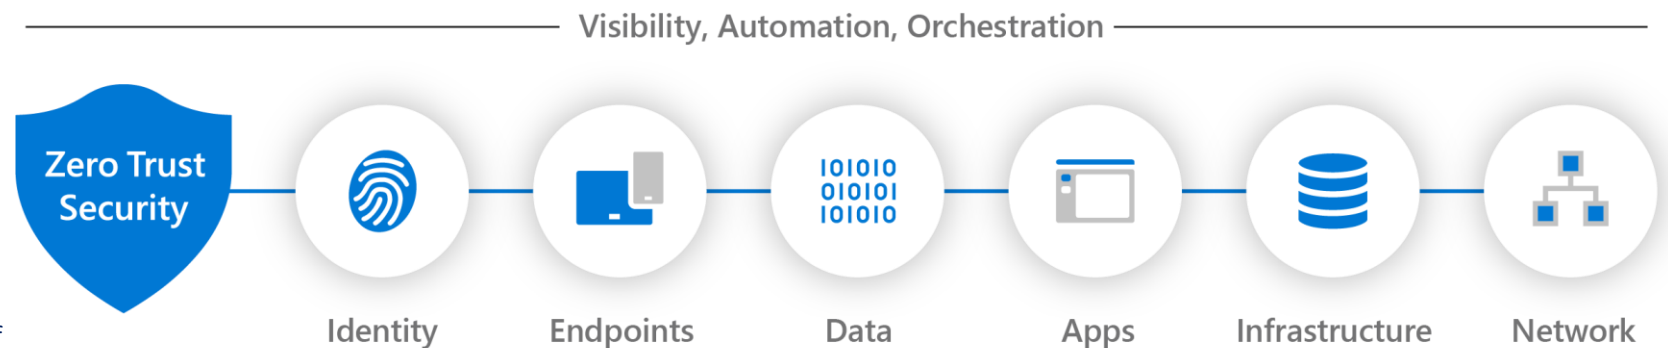 Visibility, Automation, Orchestration
Zero Trust
Security
101010
010101
101010
Identity
Endpoints
Data
Apps
Infrastructure
Network